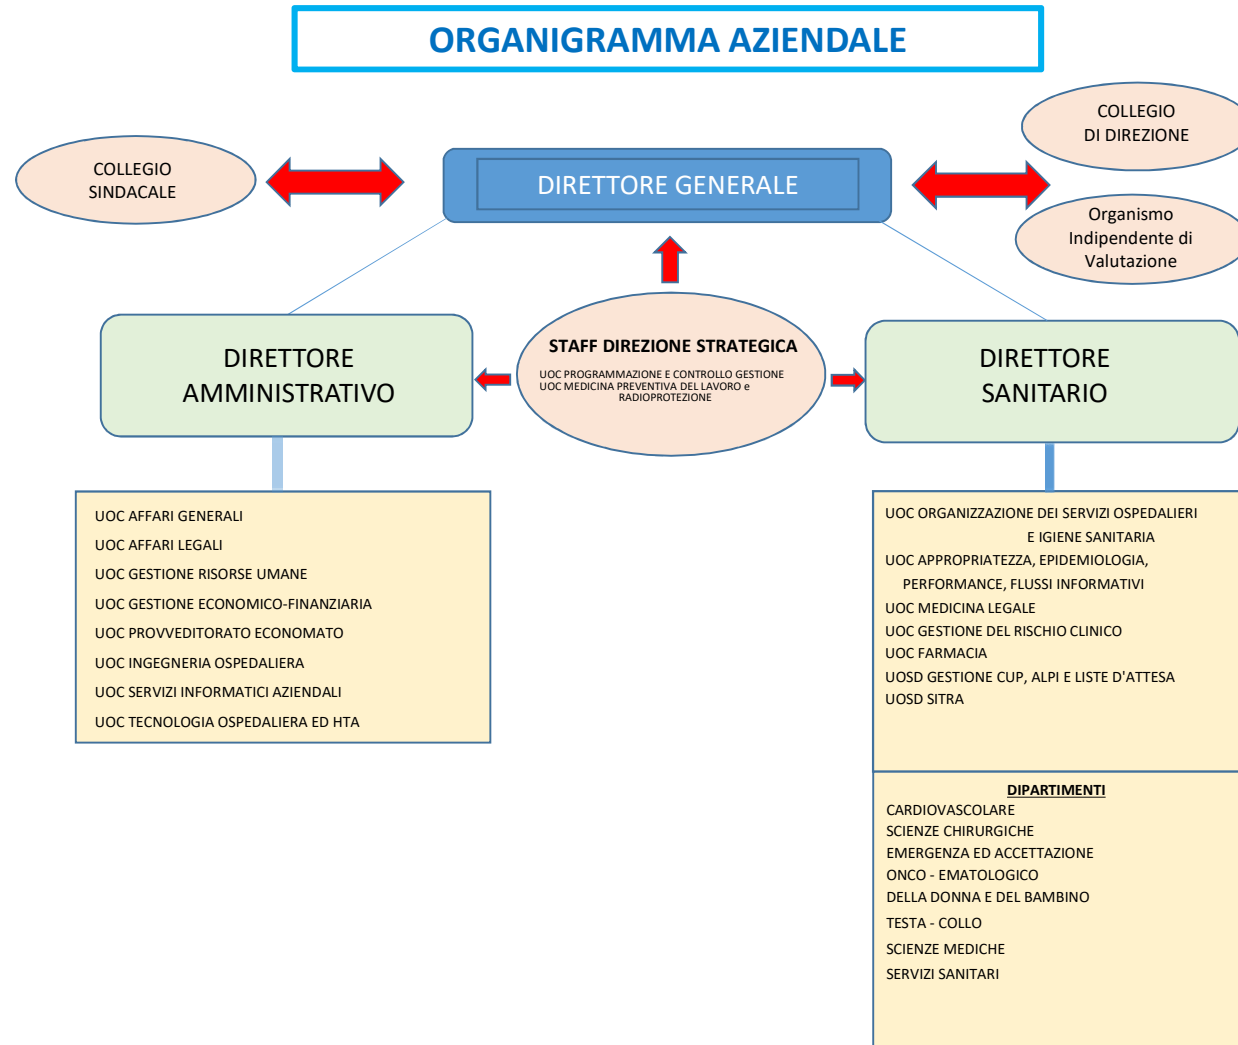 ORGANIGRAMMA AZIENDALE
COLLEGIO
DI DIREZIONE
COLLEGIO
SINDACALE
DIRETTORE GENERALE
Organismo
Indipendente di
Valutazione
DIRETTORE
AMMINISTRATIVO
STAFF DIREZIONE STRATEGICA
UOC PROGRAMMAZIONE E CONTROLLO GESTIONE
UOC MEDICINA PREVENTIVA DEL LAVORO e
RADIOPROTEZIONE
DIRETTORE
SANITARIO
UOC AFFARI GENERALI
UOC AFFARI LEGALI
UOC GESTIONE RISORSE UMANE
UOC GESTIONE ECONOMICO-FINANZIARIA
UOC PROVVEDITORATO ECONOMATO
UOC INGEGNERIA OSPEDALIERA
UOC SERVIZI INFORMATICI AZIENDALI
UOC TECNOLOGIA OSPEDALIERA ED HTA
UOC ORGANIZZAZIONE DEI SERVIZI OSPEDALIERI
E IGIENE SANITARIA
UOC APPROPRIATEZZA, EPIDEMIOLOGIA,
PERFORMANCE, FLUSSI INFORMATIVI
UOC MEDICINA LEGALE
UOC GESTIONE DEL RISCHIO CLINICO
UOC FARMACIA
UOSD GESTIONE CUP, ALPI E LISTE D'ATTESA
UOSD SITRA
DIPARTIMENTI
CARDIOVASCOLARE
SCIENZE CHIRURGICHE
EMERGENZA ED ACCETTAZIONE
ONCO - EMATOLOGICO
DELLA DONNA E DEL BAMBINO
TESTA - COLLO
SCIENZE MEDICHE
SERVIZI SANITARI